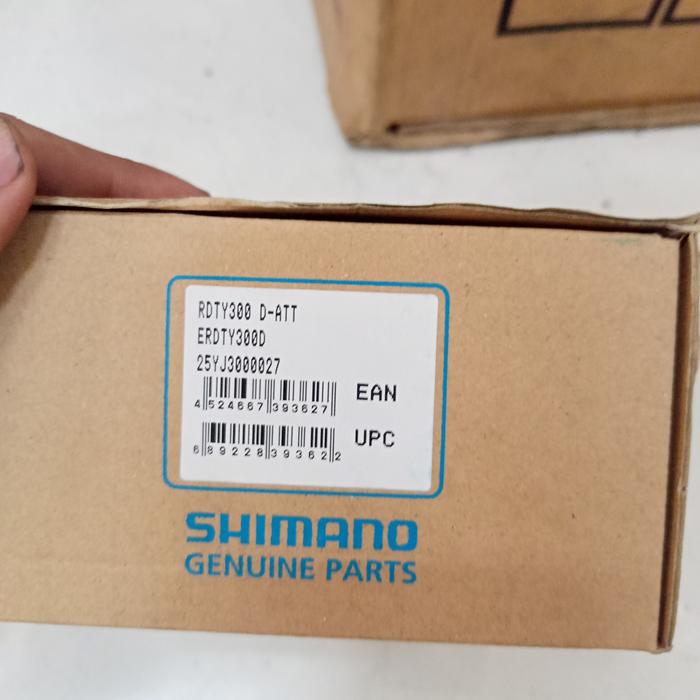 RDTY300 D-ATT
ERDTY300D
25YJ3000027
4 524667 393627 EAN
6 89228 39362 2 UPC
SHIMANO
GENUINE PARTS